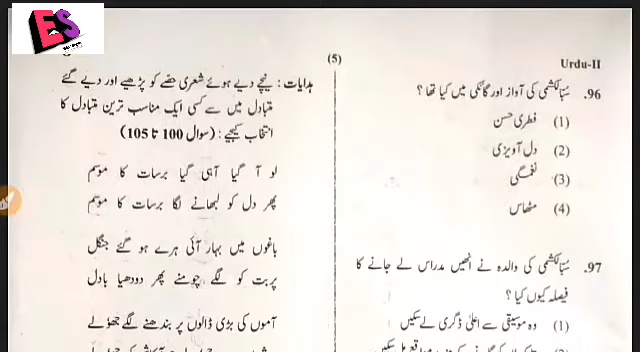 ES
(5)
Urdu-II
96. سبّا لکشمی کی آواز اور گائکی میں کیا تھا ؟
(1) فطری حسن
(2) دل آویزی
(3) نغمگی
(4) مٹھاس
97. سبّا لکشمی کی والدہ نے انھیں مدراس لے جانے کا
فیصلہ کیوں کیا ؟
(1) وہ موسیقی سے اعلیٰ ڈگری لے سکیں
ہدایات : نیچے دیے ہوئے شعری حصّے کو پڑھیے اور دیے گئے
متبادل میں سے کسی ایک مناسب ترین متبادل کا
انتخاب کیجیے : (سوال 100 تا 105)
لو آ گیا آہی گیا برسات کا موسم
پھر دل کو لبھانے لگا برسات کا موسم
باغوں میں بہار آئی ہرے ہو گئے جنگل
پربت کو لگے چومنے پھر دودھیا بادل
آموں کی بڑی ڈالوں پر بندھنے لگے جھولے